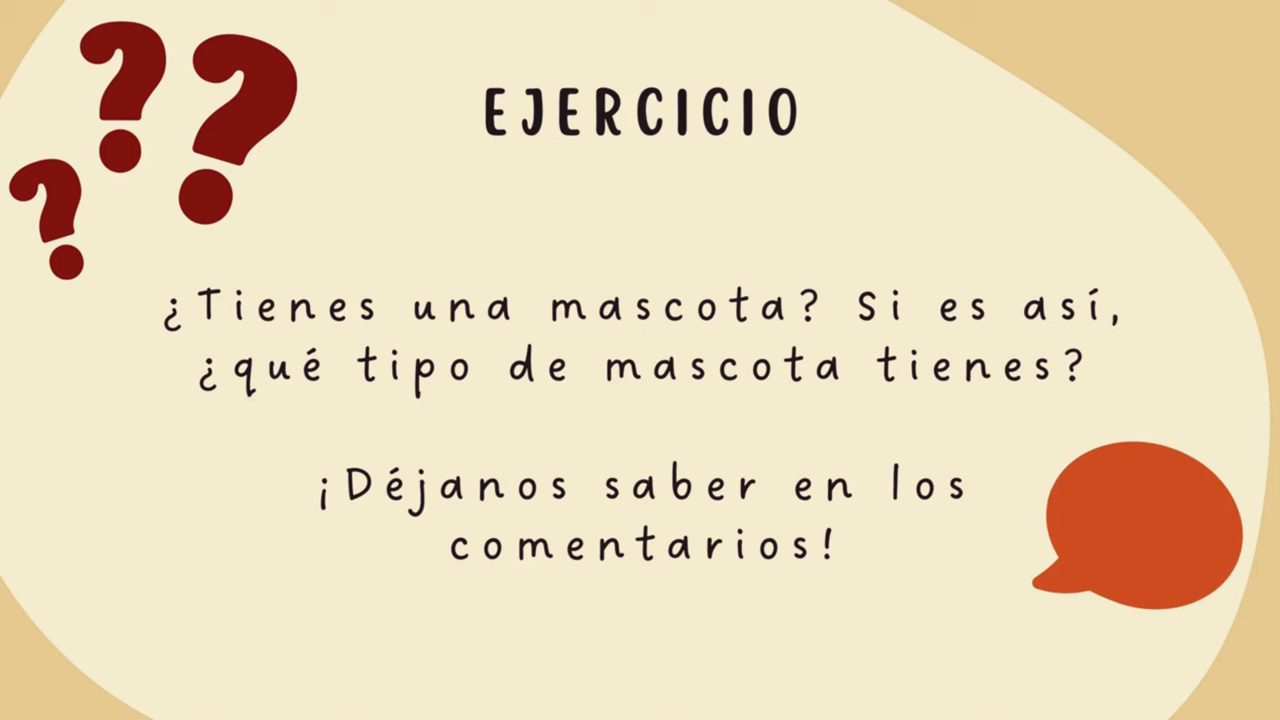 EJERCICIO
¿Tienes una mascota? Si es así,
¿qué tipo de mascota tienes?
¡Déjanos saber en los
comentarios!